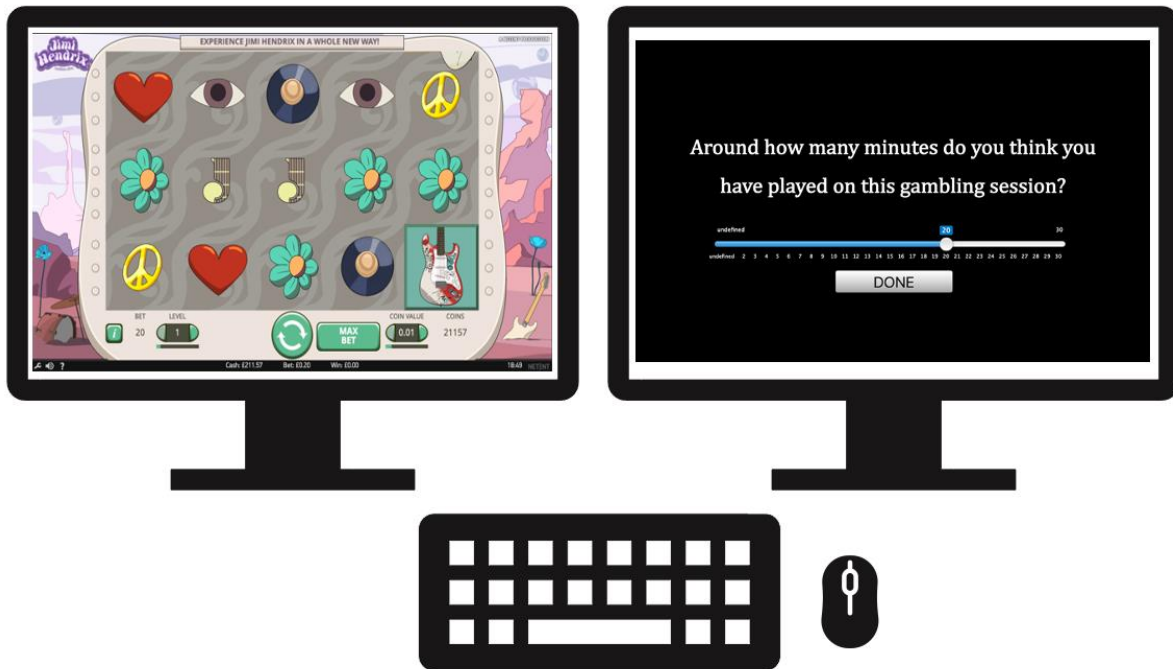 Jimi
Hendrix
EXPERIENCE JIMI HENDRIX IN A WHOLE NEW WAY!
BET
LEVEL
COIN VALUE
COINS
i
20
1
MAX
BET
0.01
21157
?
Cash: £211.57
Bet: £0.20
Win: £0.00
18:49
NETENT
Around how many minutes do you think you
have played on this gambling session?
undefined
20
30
undefined 2 3 4 5 6 7 8 9 10 11 12 13 14 15 16 17 18 19 20 21 22 23 24 25 26 27 28 29 30
DONE